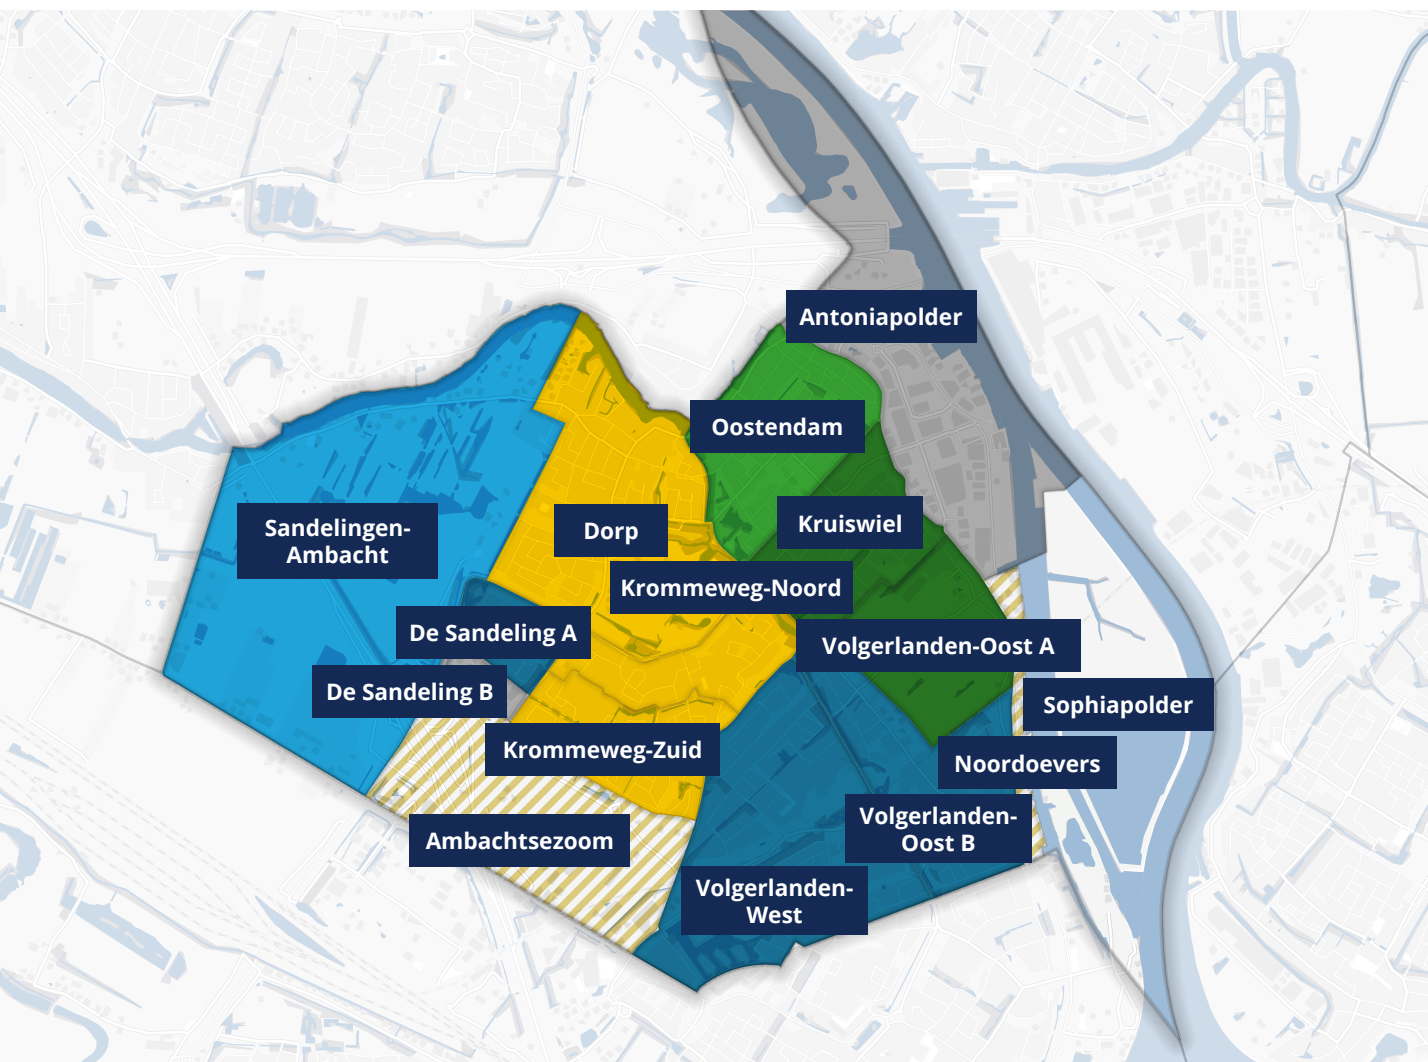 Antoniapolder
Oostendam
Sandelingen-
Ambacht
Dorp
Kruiswiel
Krommeweg-Noord
De Sandeling A
Volgerlanden-Oost A
De Sandeling B
Sophiapolder
Krommeweg-Zuid
Noordoevers
Volgerlanden-
Oost B
Ambachtsezoom
Volgerlanden-
West